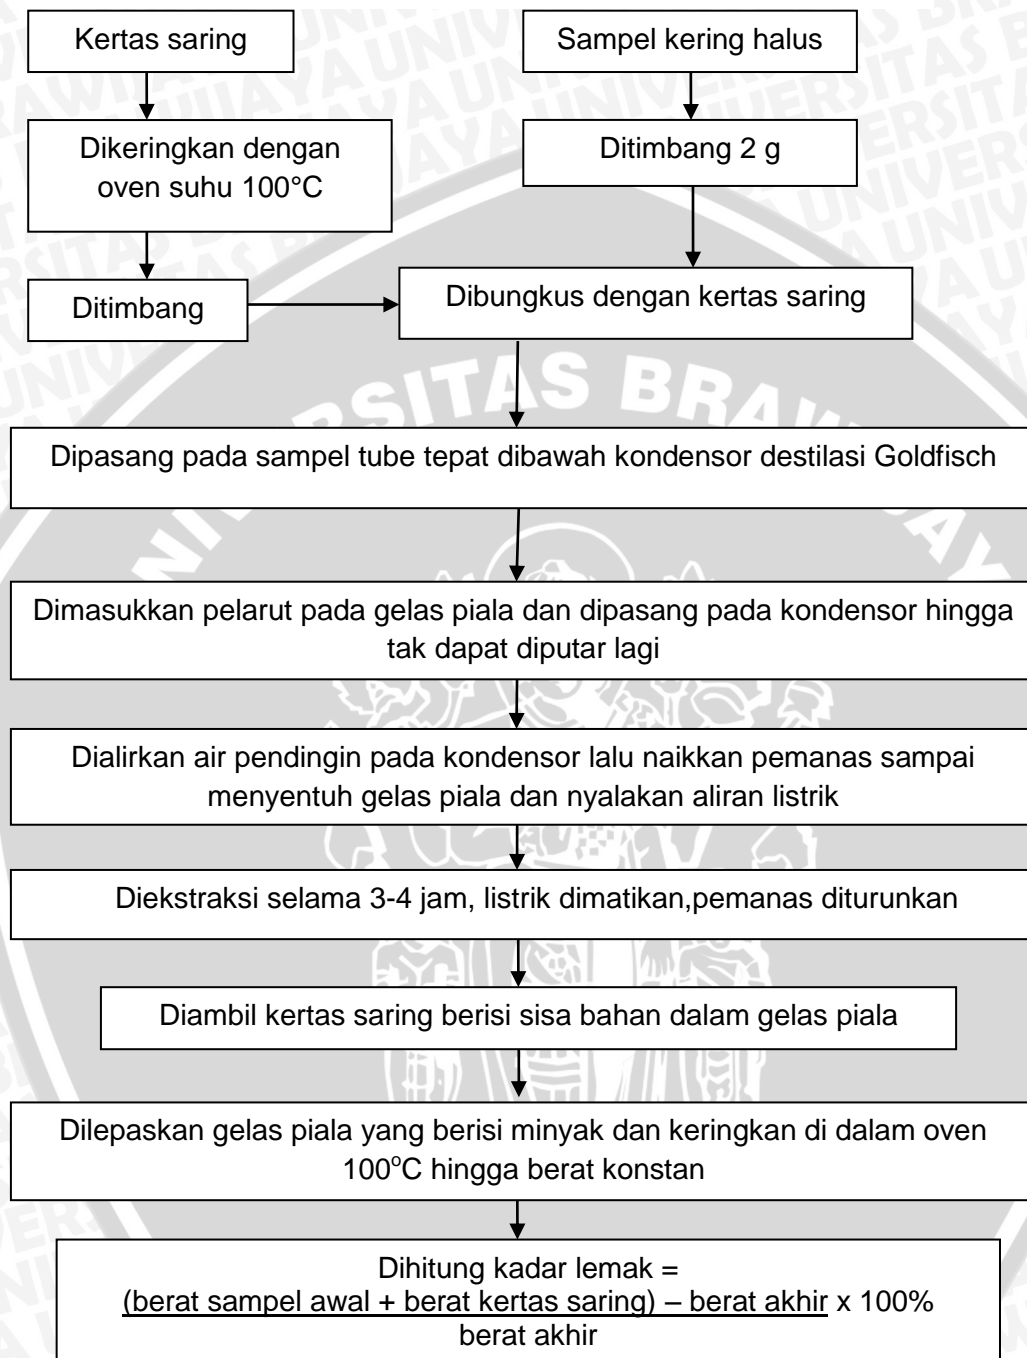 Kertas saring
Sampel kering halus
Dikeringkan dengan
oven suhu 100°C
Ditimbang 2 g
Ditimbang
Dibungkus dengan kertas saring
UNIVERSITAS BRAWIJAYA
Dipasang pada sampel tube tepat dibawah kondensor destilasi Goldfisch
Dimasukkan pelarut pada gelas piala dan dipasang pada kondensor hingga
tak dapat diputar lagi
Dialirkan air pendingin pada kondensor lalu naikkan pemanas sampai
menyentuh gelas piala dan nyalakan aliran listrik
Diekstraksi selama 3-4 jam, listrik dimatikan,pemanas diturunkan
Diambil kertas saring berisi sisa bahan dalam gelas piala
Dilepaskan gelas piala yang berisi minyak dan keringkan di dalam oven
100°C hingga berat konstan
Dihitung kadar lemak =
(berat sampel awal + berat kertas saring) – berat akhir x 100%
berat akhir